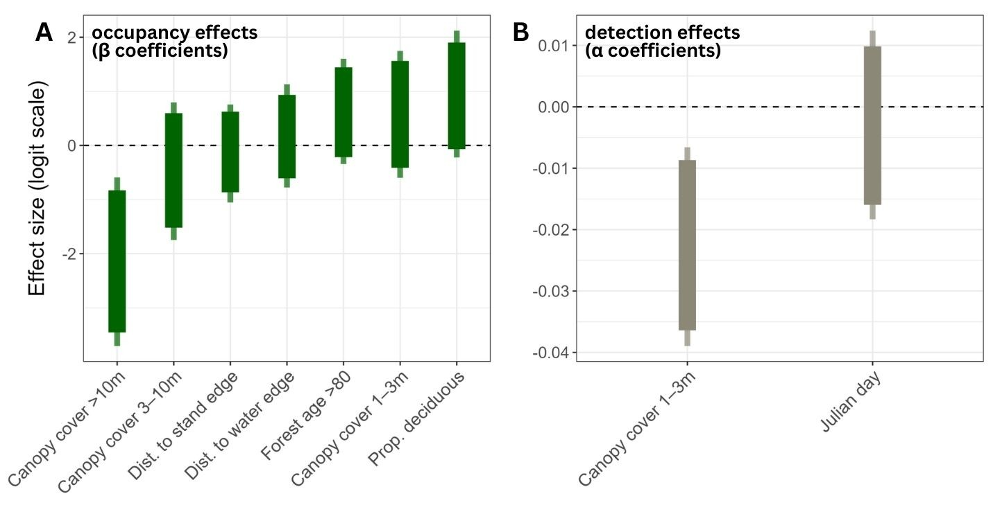 A
occupancy effects
(β coefficients)
Effect size (logit scale)
2
0
-2
Canopy cover >10m
Canopy cover 3–10m
Dist. to stand edge
Dist. to water edge
Forest age >80
Canopy cover 1–3m
Prop. deciduous
B
detection effects
(α coefficients)
0.01
0.00
-0.01
-0.02
-0.03
-0.04
Canopy cover 1–3m
Julian day